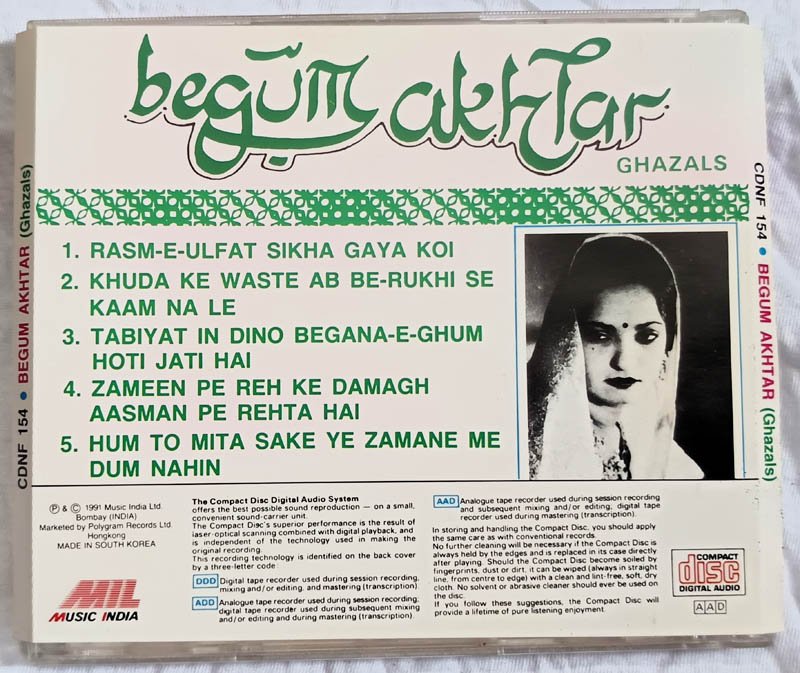 begum akhtar
GHAZALS
1. RASM-E-ULFAT SIKHA GAYA KOI
2. KHUDA KE WASTE AB BE-RUKHI SE
KAAM NA LE
3. TABIYAT IN DINO BEGANA-E-GHUM
HOTI JATI HAI
4. ZAMEEN PE REH KE DAMAGH
AASMAN PE REHTA HAI
5. HUM TO MITA SAKE YE ZAMANE ME
DUM NAHIN
CDNF 154 • BEGUM AKHTAR (Ghazals)
CDNF 154 • BEGUM AKHTAR (Ghazals)
℗ & © 1991 Music India Ltd.
Bombay (INDIA)
Marketed by Polygram Records Ltd.
Hongkong
MADE IN SOUTH KOREA
MIL
MUSIC INDIA
The Compact Disc Digital Audio System
offers the best possible sound reproduction — on a small,
convenient sound-carrier unit.
The Compact Disc's superior performance is the result of
laser-optical scanning combined with digital playback, and
is independent of the technology used in making the
original recording.
This recording technology is identified on the back cover
by a three-letter code:
DDD Digital tape recorder used during session recording,
mixing and/or editing, and mastering (transcription).
ADD Analogue tape recorder used during session recording;
digital tape recorder used during subsequent mixing
and/or editing and during mastering (transcription).
AAD Analogue tape recorder used during session recording
and subsequent mixing and/or editing; digital tape
recorder used during mastering (transcription).
In storing and handling the Compact Disc, you should apply
the same care as with conventional records.
No further cleaning will be necessary if the Compact Disc is
always held by the edges and is replaced in its case directly
after playing. Should the Compact Disc become soiled by
fingerprints, dust or dirt, it can be wiped (always in straight
line, from centre to edge) with a clean and lint-free, soft, dry
cloth. No solvent or abrasive cleaner should ever be used on
the disc.
If you follow these suggestions, the Compact Disc will
provide a lifetime of pure listening enjoyment.
COMPACT
disc
DIGITAL AUDIO
AAD